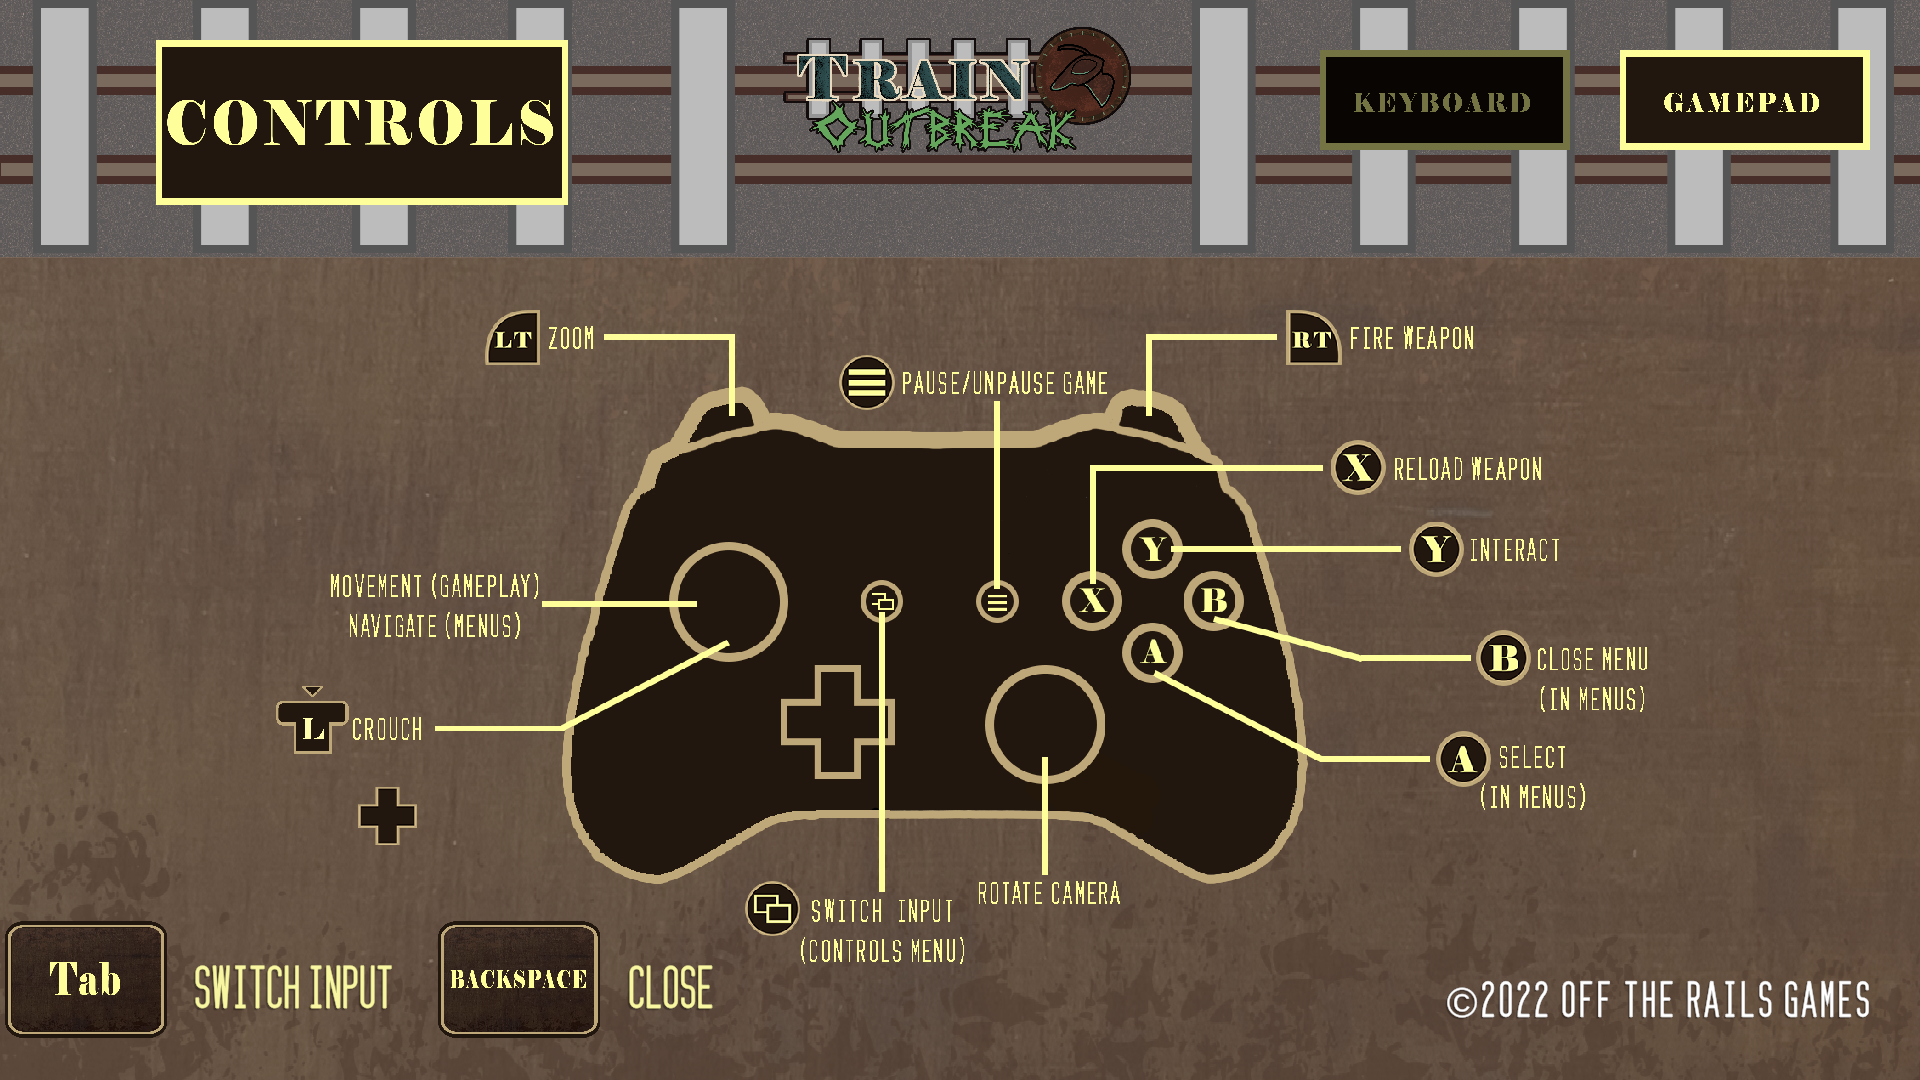 CONTROLS
TRAIN
OUTBREAK
KEYBOARD
GAMEPAD
LT ZOOM
RT FIRE WEAPON
PAUSE/UNPAUSE GAME
X RELOAD WEAPON
Y
Y INTERACT
MOVEMENT (GAMEPLAY)
NAVIGATE (MENUS)
X
B
A
B CLOSE MENU
(IN MENUS)
L CROUCH
A SELECT
(IN MENUS)
ROTATE CAMERA
SWITCH INPUT
(CONTROLS MENU)
Tab SWITCH INPUT
BACKSPACE CLOSE
©2022 OFF THE RAILS GAMES